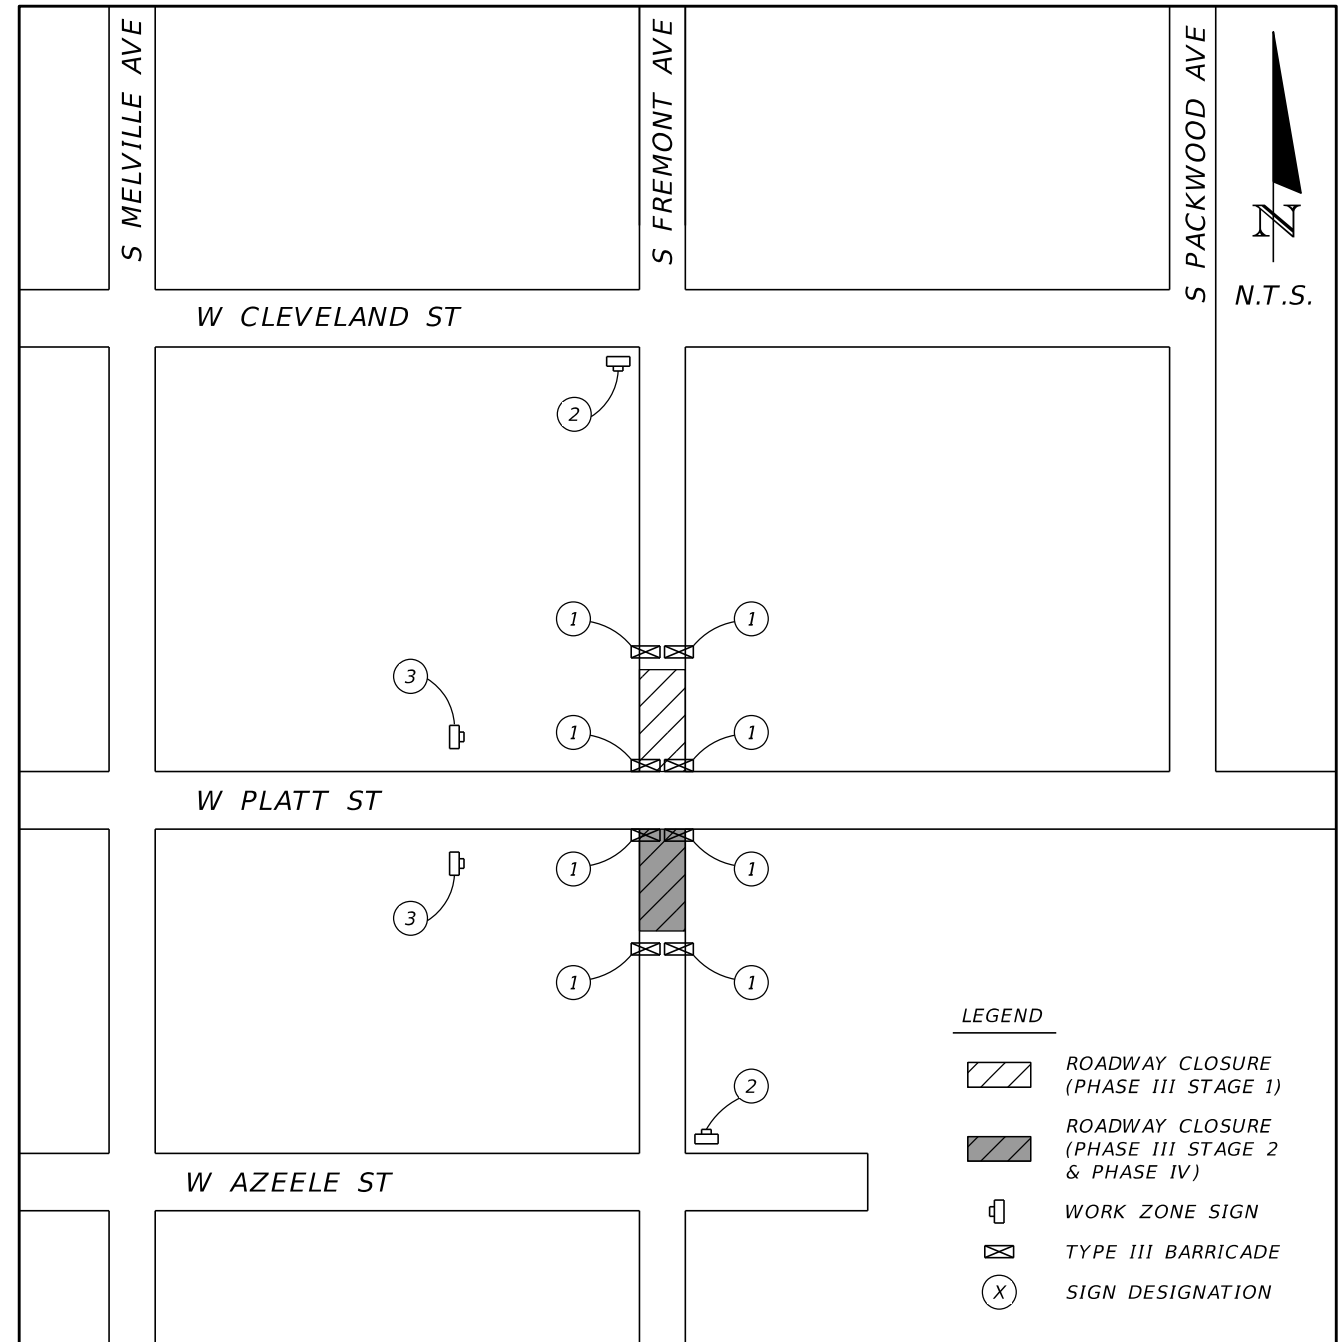 S MELVILLE AVE
S FREMONT AVE
S PACKWOOD AVE
N
N.T.S.
W CLEVELAND ST
2
1
1
3
1
1
W PLATT ST
1
1
3
1
1
2
W AZEELE ST
LEGEND
ROADWAY CLOSURE
(PHASE III STAGE 1)
ROADWAY CLOSURE
(PHASE III STAGE 2
& PHASE IV)
WORK ZONE SIGN
TYPE III BARRICADE
X
SIGN DESIGNATION